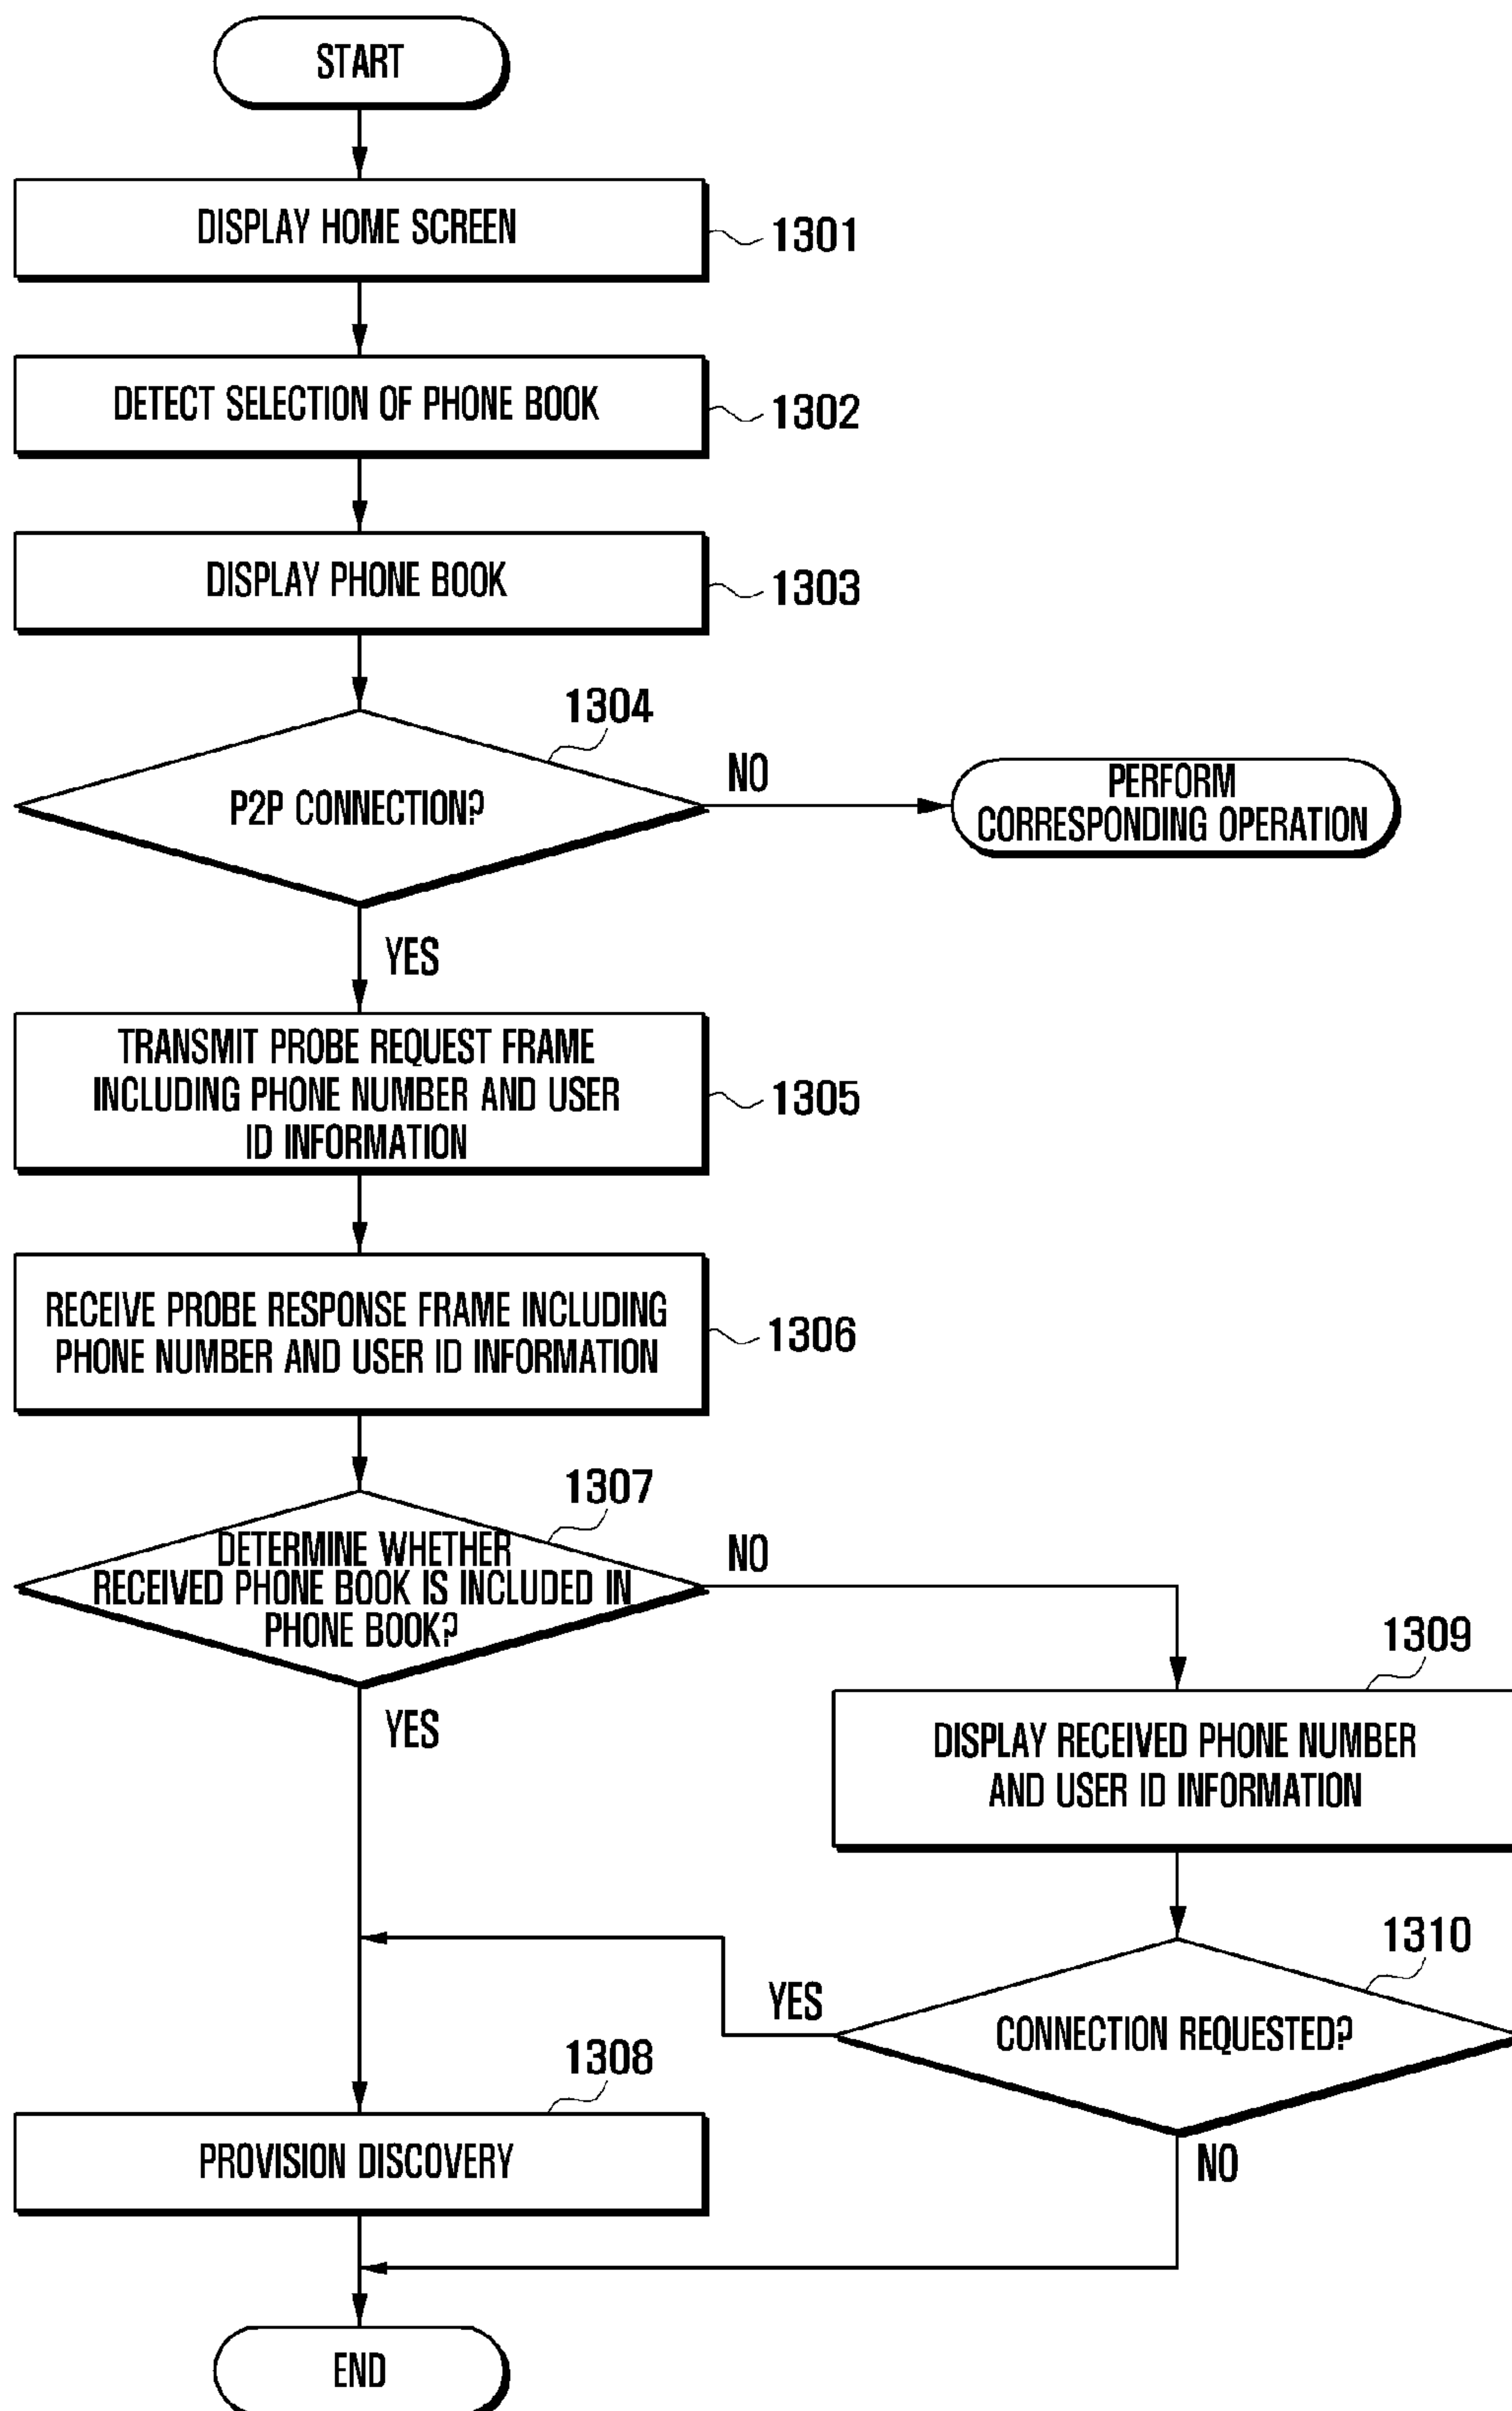 START
DISPLAY HOME SCREEN
1301
DETECT SELECTION OF PHONE BOOK
1302
DISPLAY PHONE BOOK
1303
1304
P2P CONNECTION?
NO
PERFORM
CORRESPONDING OPERATION
YES
TRANSMIT PROBE REQUEST FRAME
INCLUDING PHONE NUMBER AND USER
ID INFORMATION
1305
RECEIVE PROBE RESPONSE FRAME INCLUDING
PHONE NUMBER AND USER ID INFORMATION
1306
1307
DETERMINE WHETHER
RECEIVED PHONE BOOK IS INCLUDED IN
PHONE BOOK?
NO
YES
1309
DISPLAY RECEIVED PHONE NUMBER
AND USER ID INFORMATION
1310
CONNECTION REQUESTED?
YES
NO
1308
PROVISION DISCOVERY
END